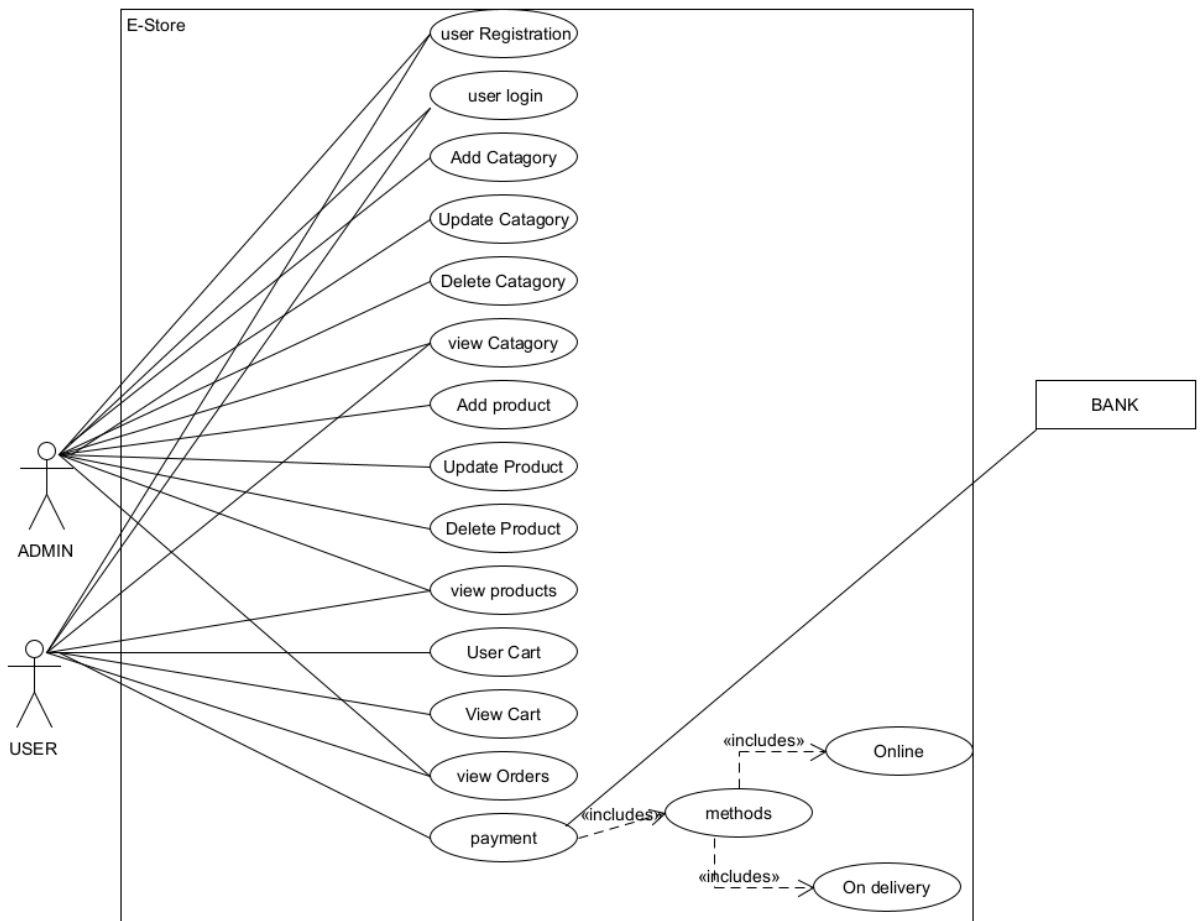 E-Store
user Registration
user login
Add Catagory
Update Catagory
Delete Catagory
view Catagory
Add product
BANK
Update Product
Delete Product
ADMIN
view products
User Cart
View Cart
USER
«includes»
Online
view Orders
«includes»
methods
payment
«includes»
On delivery